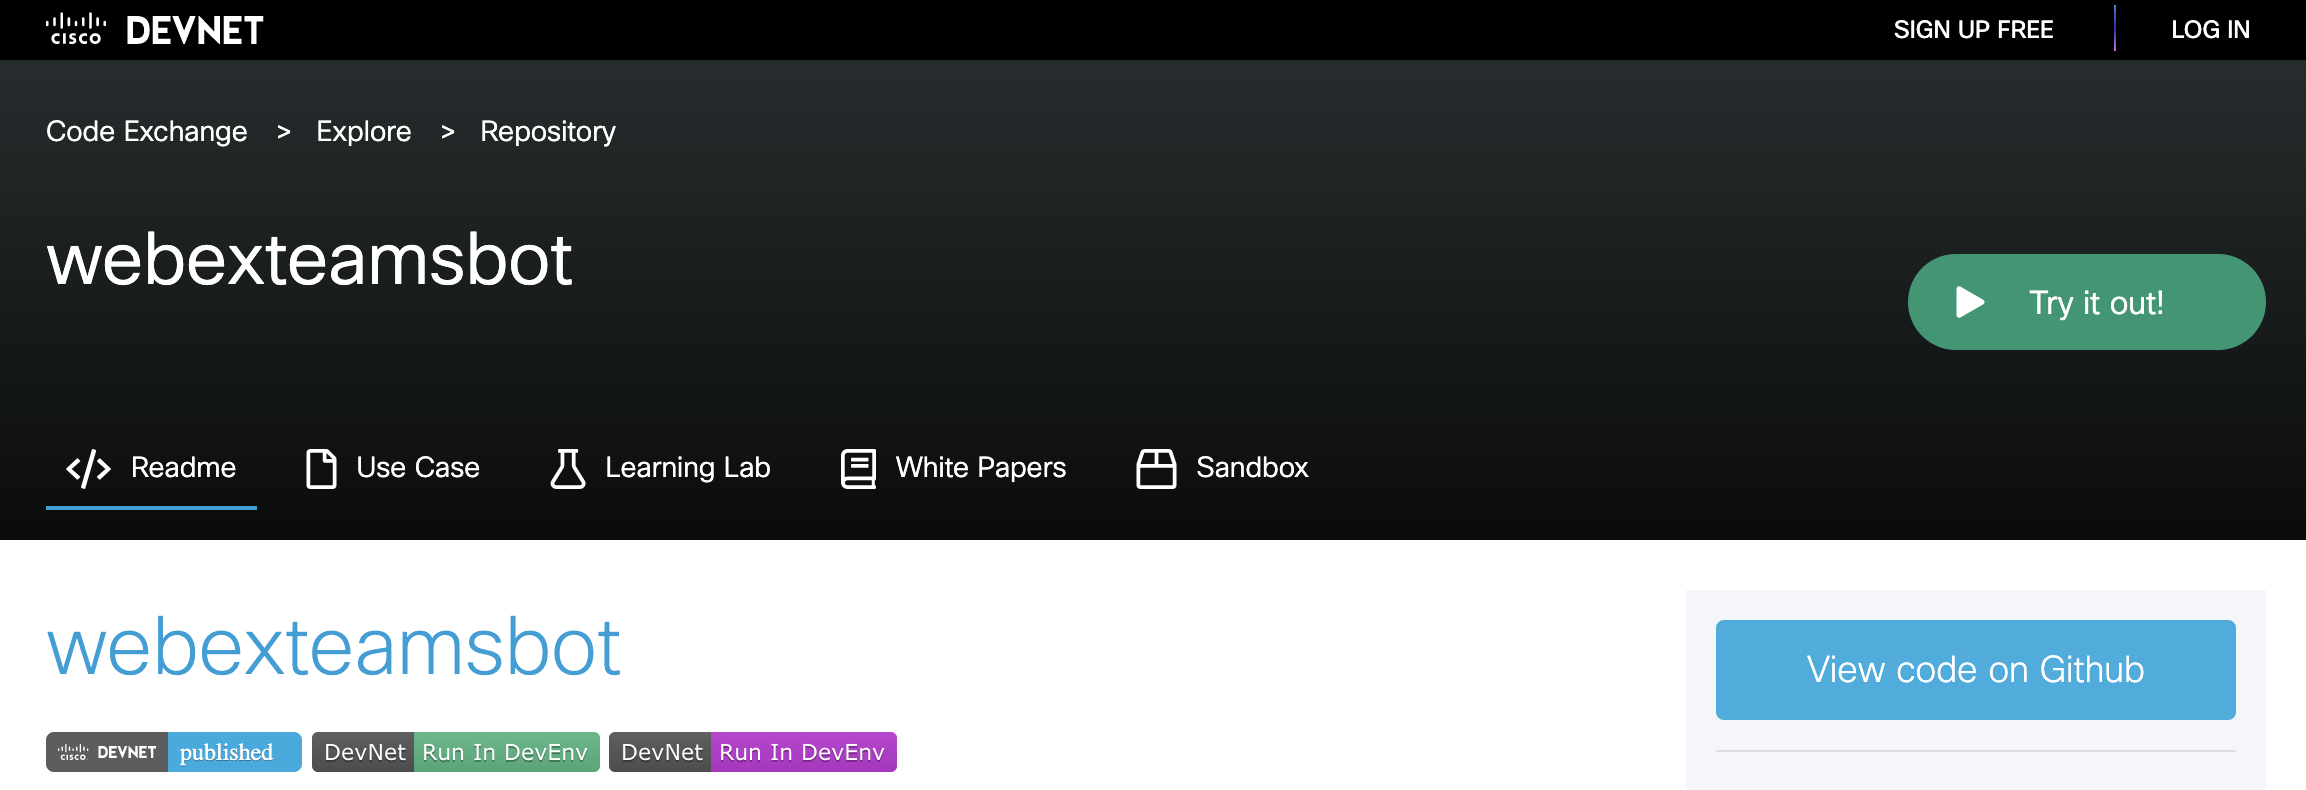 CISCO DEVNET SIGN UP FREE LOG IN
Code Exchange > Explore > Repository
webexteamsbot
Try it out!
</> Readme Use Case Learning Lab White Papers Sandbox
webexteamsbot
View code on Github
CISCO DEVNET published DevNet Run In DevEnv DevNet Run In DevEnv